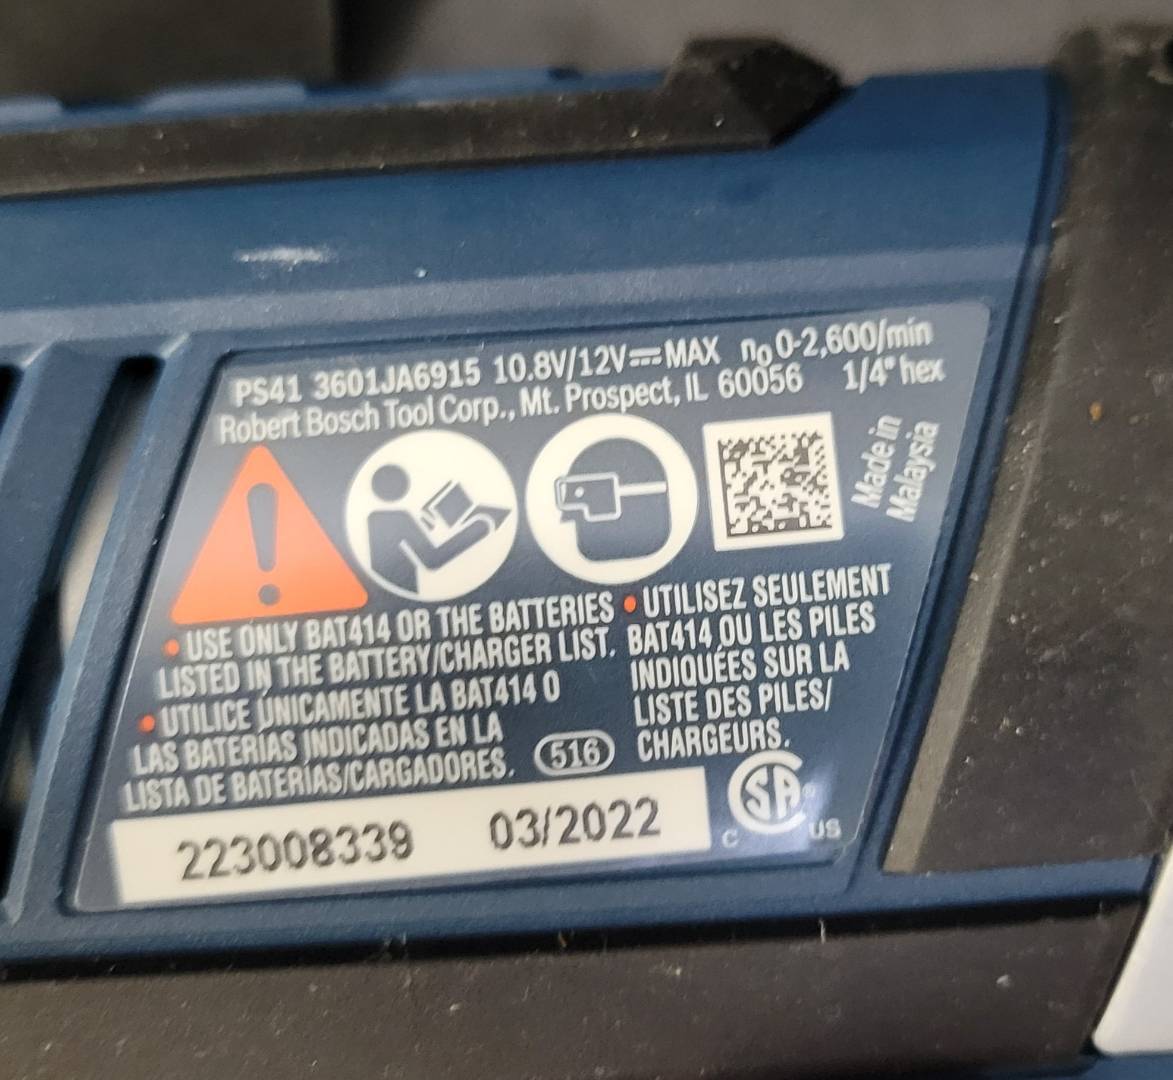 PS41 3601JA6915 10.8V/12V⎓MAX n₀ 0-2,600/min
Robert Bosch Tool Corp., Mt. Prospect, IL 60056 1/4" hex
Made in
Malaysia
• USE ONLY BAT414 OR THE BATTERIES
LISTED IN THE BATTERY/CHARGER LIST.
• UTILICE ÚNICAMENTE LA BAT414 O
LAS BATERÍAS INDICADAS EN LA
LISTA DE BATERÍAS/CARGADORES.
• UTILISEZ SEULEMENT
BAT414 OU LES PILES
INDIQUÉES SUR LA
LISTE DES PILES/
CHARGEURS.
516
223008339 03/2022
C SA® US